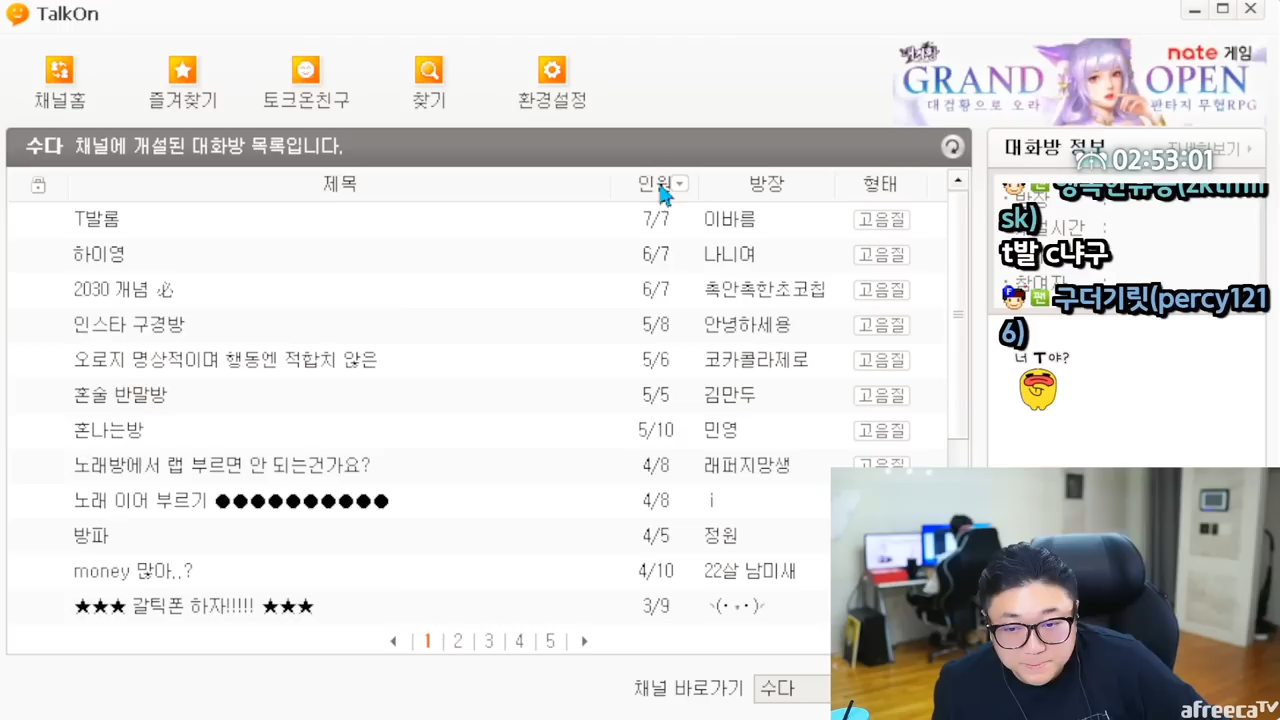 TalkOn
채널홈
즐겨찾기
토크온친구
찾기
환경설정
nate 게임
GRAND OPEN
대검황으로 오라
판타지 무협RPG
수다 채널에 개설된 대화방 목록입니다.
대화방 정보
02:53:01
제목 인원 방장 형태
T발롬 7/7 이바름 고음질
하이영 6/7 나니여 고음질
2030 개념 必 6/7 촉안촉한초코칩 고음질
인스타 구경방 5/8 안녕하세용 고음질
오로지 명상적이며 행동엔 적합치 않은 5/6 코카콜라제로 고음질
혼술 반말방 5/5 김만두 고음질
혼나는방 5/10 민영 고음질
노래방에서 랩 부르면 안 되는건가요? 4/8 래퍼지망생 고음질
노래 이어 부르기 ●●●●●●●●●● 4/8 i
방파 4/5 정원
money 많아,,? 4/10 22살 남미새
★★★ 갈틱폰 하자!!!!! ★★★ 3/9
1 | 2 | 3 | 4 | 5
채널 바로가기 수다
sk)
t발 c냐구
팬 구더기릿(percy121
6)
너 T야?
afreecaTV